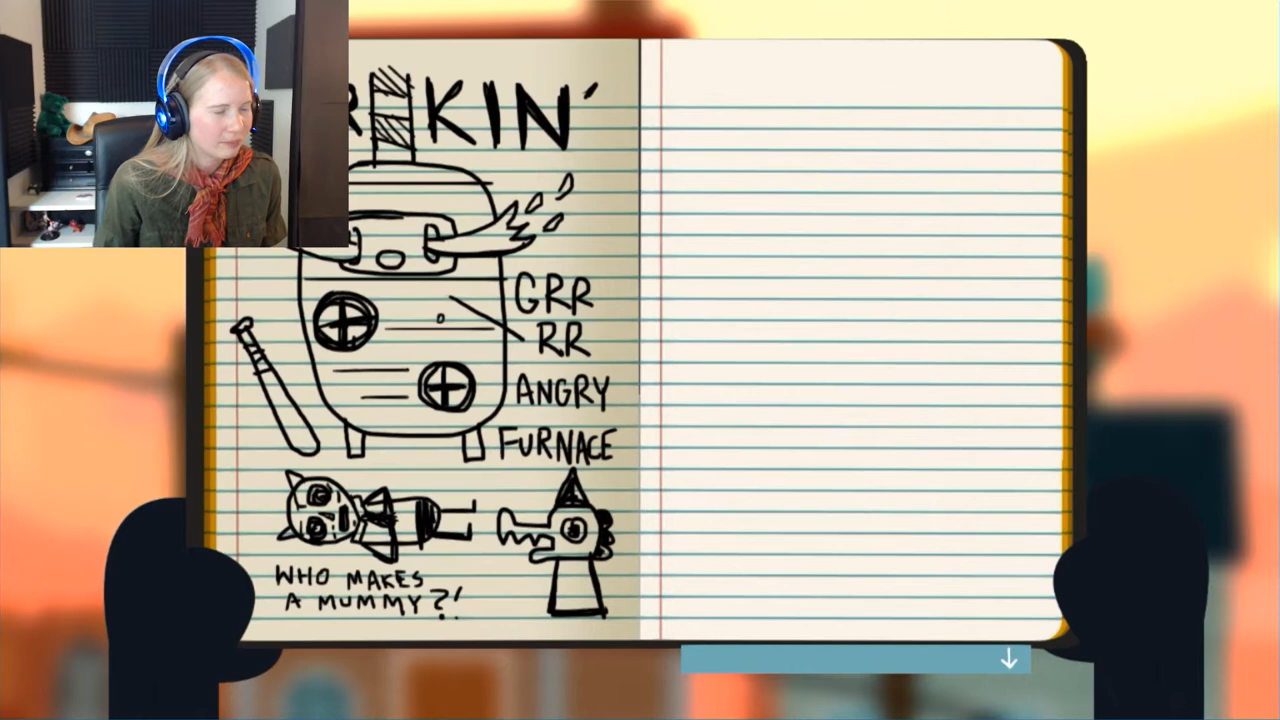 RKIN'
GRR
RR
ANGRY
FURNACE
WHO MAKES
A MUMMY?!